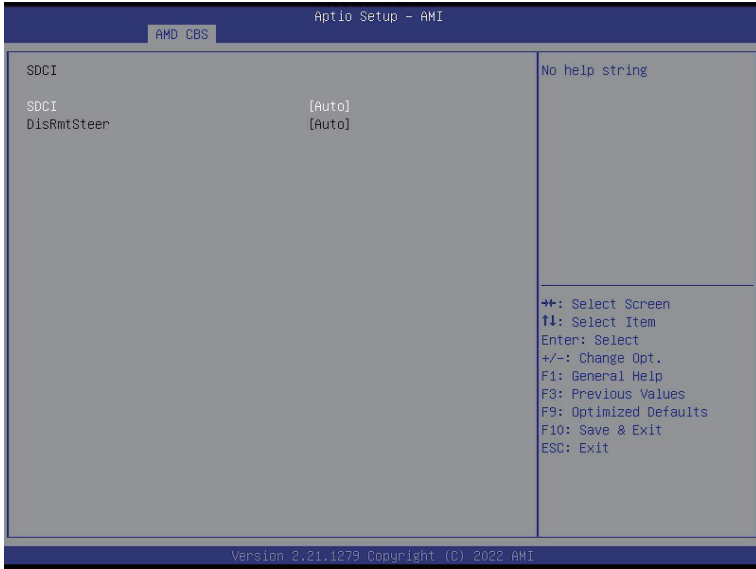 Aptio Setup – AMI
AMD CBS
SDCI
SDCI [Auto]
DisRmtSteer [Auto]
No help string
→←: Select Screen
↑↓: Select Item
Enter: Select
+/-: Change Opt.
F1: General Help
F3: Previous Values
F9: Optimized Defaults
F10: Save & Exit
ESC: Exit
Version 2.21.1279 Copyright (C) 2022 AMI